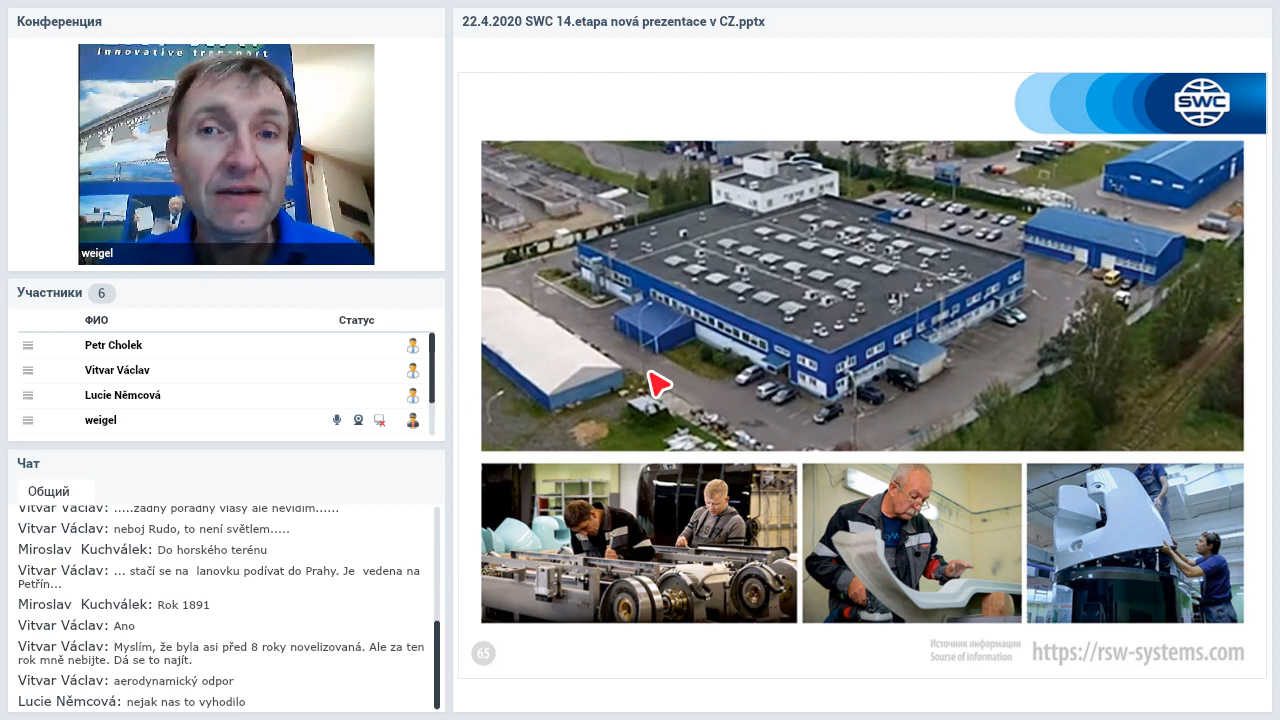 Конференция
innovative transport
weigel
Участники 6
ФИО Статус
Petr Cholek
Vitvar Václav
Lucie Němcová
weigel
Чат
Общий
Vitvar Václav: .....žádný pořádný vlasy ale nevidím......
Vitvar Václav: neboj Rudo, to není světlem.....
Miroslav Kuchválek: Do horského terénu
Vitvar Václav: ... stačí se na lanovku podívat do Prahy. Je vedena na
Petřín...
Miroslav Kuchválek: Rok 1891
Vitvar Václav: Ano
Vitvar Václav: Myslím, že byla asi před 8 roky nivelizovaná. Ale za ten
rok mně nebijte. Dá se to najít.
Vitvar Václav: aerodynamický odpor
Lucie Němcová: nejak nas to vyhodilo
22.4.2020 SWC 14.etapa nová prezentace v CZ.pptx
SWC
65
Источник информации
Sourse of information
https://rsw-systems.com